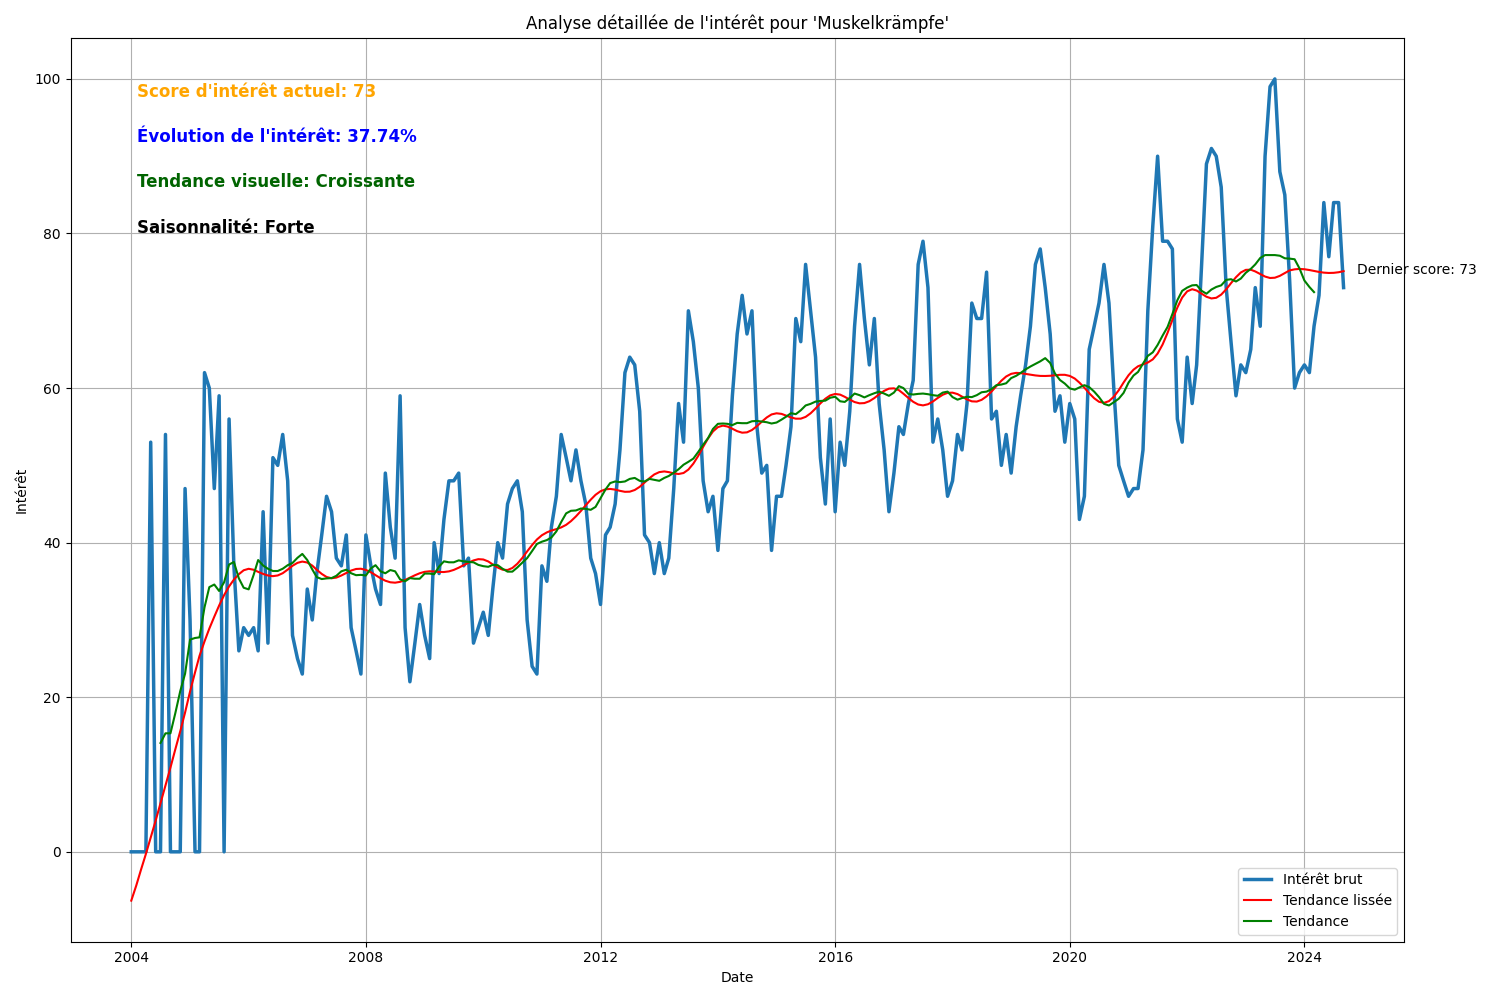 Analyse détaillée de l'intérêt pour 'Muskelkrämpfe'
100
80
60
40
20
0
Intérêt
Score d'intérêt actuel: 73
Évolution de l'intérêt: 37.74%
Tendance visuelle: Croissante
Saisonnalité: Forte
Dernier score: 73
Intérêt brut
Tendance lissée
Tendance
2004 2008 2012 2016 2020 2024
Date